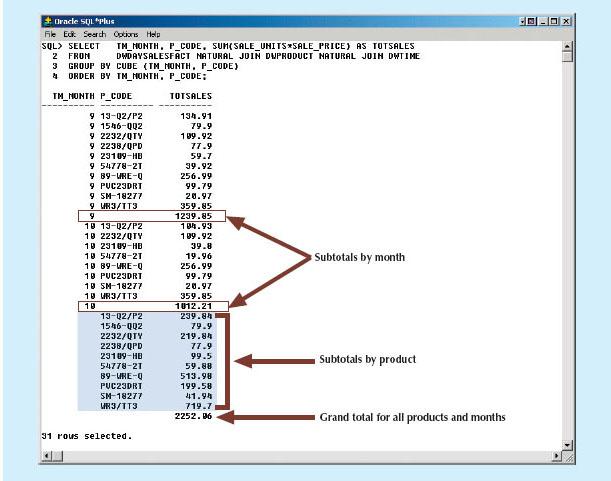 Oracle SQL*Plus
File Edit Search Options Help
SQL> SELECT TM_MONTH, P_CODE, SUM(SALE_UNITS*SALE_PRICE) AS TOTSALES
2 FROM DWDAYSALESFACT NATURAL JOIN DWPRODUCT NATURAL JOIN DWTIME
3 GROUP BY CUBE (TM_MONTH, P_CODE)
4 ORDER BY TM_MONTH, P_CODE;
TM_MONTH P_CODE TOTSALES
---------- ---------- ----------
9 13-Q2/P2 134.91
9 1546-QQ2 79.9
9 2232/QTY 109.92
9 2238/QPD 77.9
9 23109-HB 59.7
9 54778-2T 39.92
9 89-WRE-Q 256.99
9 PVC23DRT 99.79
9 SM-18277 20.97
9 WR3/TT3 359.85
9 1239.85
10 13-Q2/P2 104.93
10 2232/QTY 109.92
10 23109-HB 39.8
10 54778-2T 19.96
10 89-WRE-Q 256.99
10 PVC23DRT 99.79
10 SM-18277 20.97
10 WR3/TT3 359.85
10 1012.21
13-Q2/P2 239.84
1546-QQ2 79.9
2232/QTY 219.84
2238/QPD 77.9
23109-HB 99.5
54778-2T 59.88
89-WRE-Q 513.98
PVC23DRT 199.58
SM-18277 41.94
WR3/TT3 719.7
2252.06
Subtotals by month
Subtotals by product
Grand total for all products and months
31 rows selected.